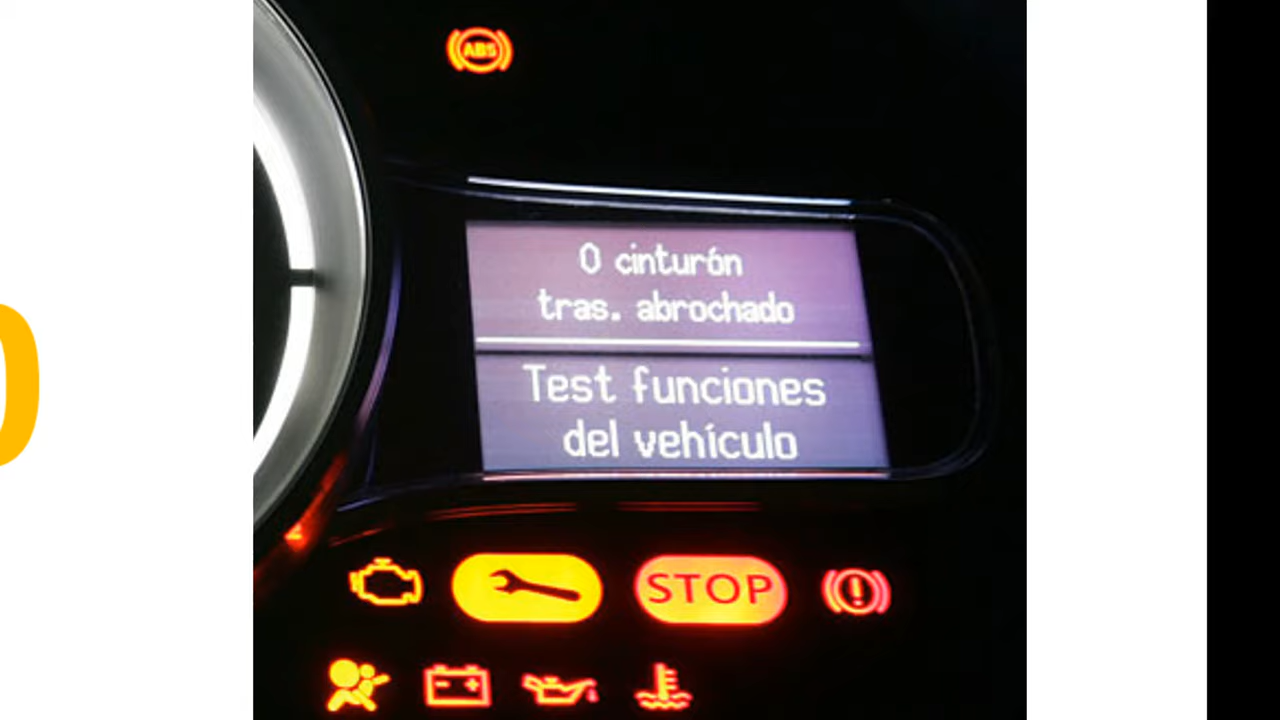 ABS
0 cinturón
tras. abrochado
Test funciones
del vehículo
STOP